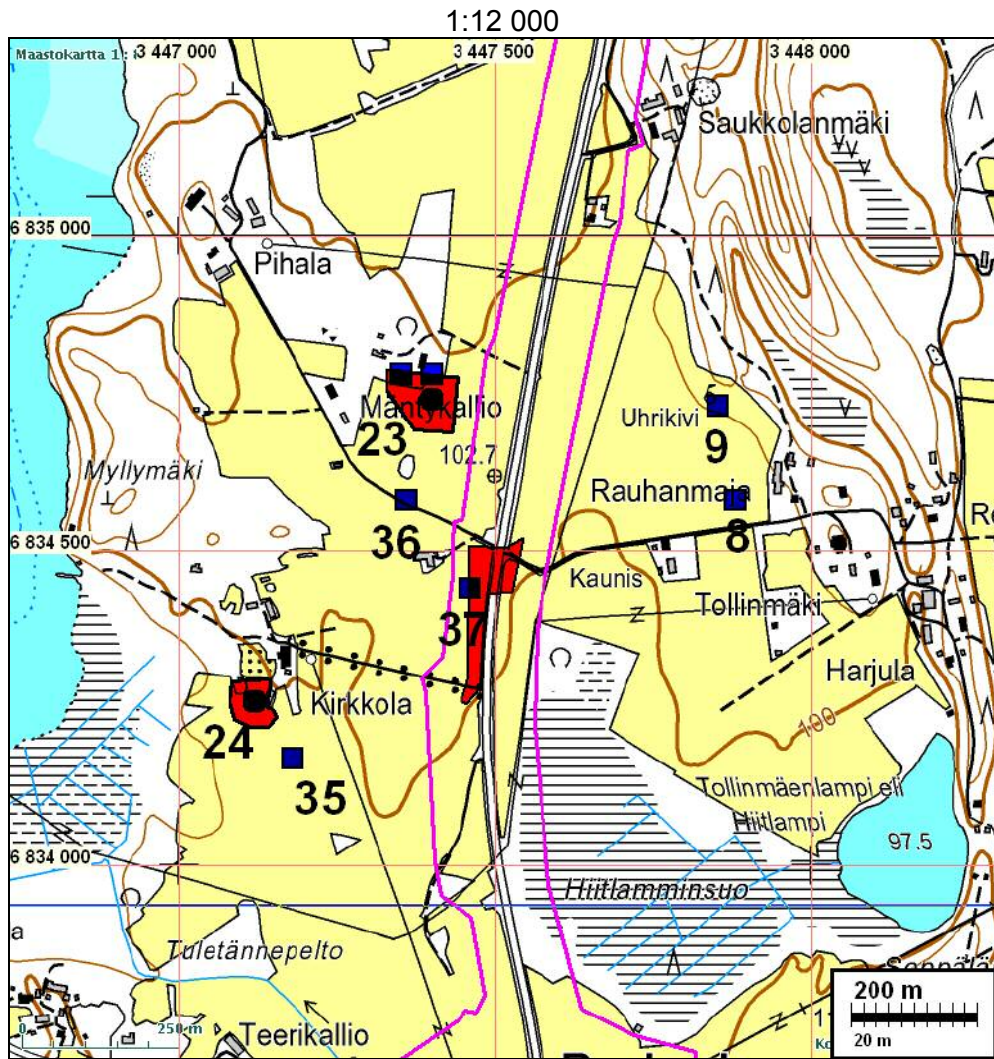 1:12 000
Maastokartta 1:
3 447 000
3 447 500
3 448 000
Saukkolanmäki
6 835 000
Pihala
Mäntykallio
Uhrikivi
23
9
102.7
Myllymäki
Rauhanmaja
36
8
6 834 500
Kaunis
Tollinmäki
37
Harjula
Kirkkola
24
100
35
Tollinmäenlampi eli
Hiitlampi
97.5
6 834 000
Hiitlamminsuo
a
Tuletännepelto
200 m
20 m
0
250 m
Teerikallio